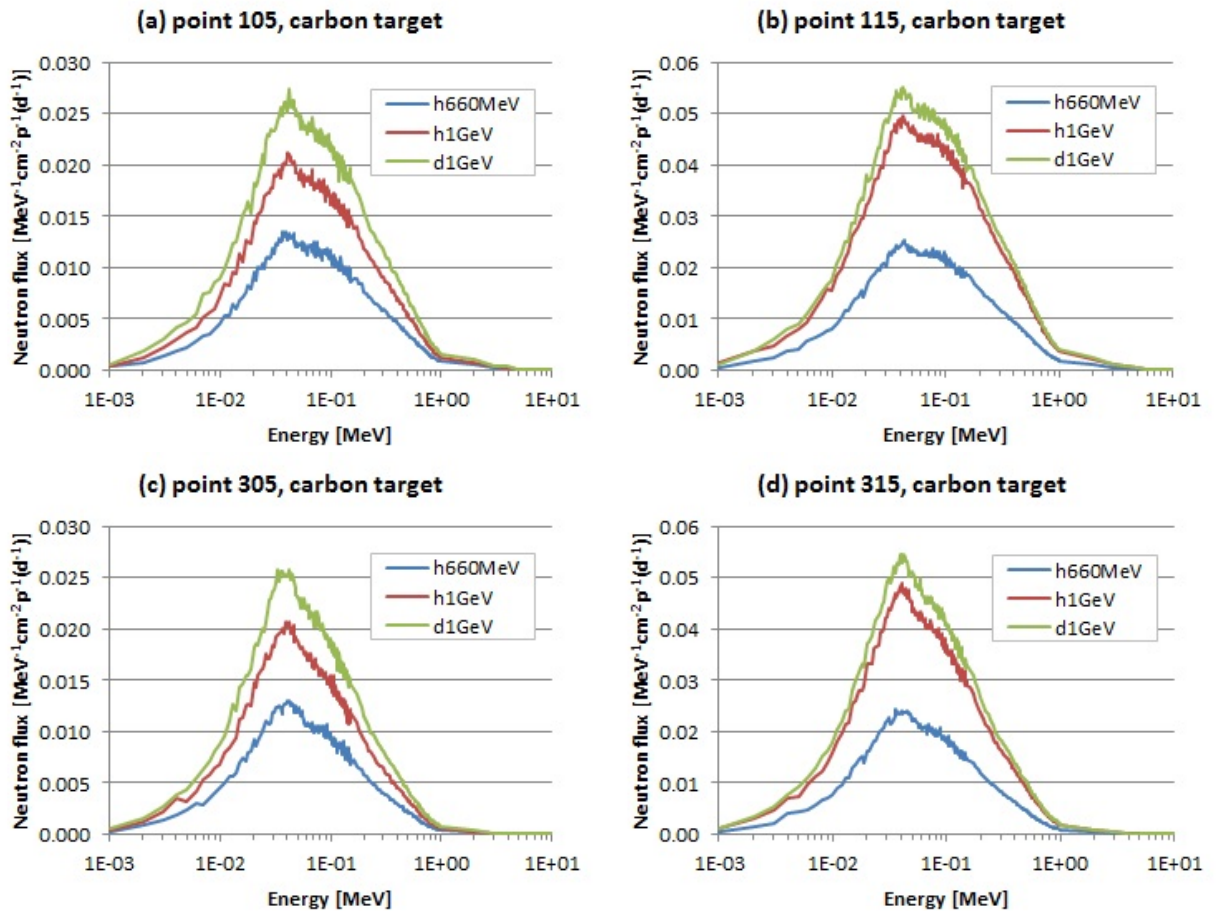 (a) point 105, carbon target
Neutron flux [MeV⁻¹cm⁻²p⁻¹(d⁻¹)]
0.030
0.025
0.020
0.015
0.010
0.005
0.000
h660MeV
h1GeV
d1GeV
1E-03 1E-02 1E-01 1E+00 1E+01
Energy [MeV]
(b) point 115, carbon target
Neutron flux [MeV⁻¹cm⁻²p⁻¹(d⁻¹)]
0.06
0.05
0.04
0.03
0.02
0.01
0.00
h660MeV
h1GeV
d1GeV
1E-03 1E-02 1E-01 1E+00 1E+01
Energy [MeV]
(c) point 305, carbon target
Neutron flux [MeV⁻¹cm⁻²p⁻¹(d⁻¹)]
0.030
0.025
0.020
0.015
0.010
0.005
0.000
h660MeV
h1GeV
d1GeV
1E-03 1E-02 1E-01 1E+00 1E+01
Energy [MeV]
(d) point 315, carbon target
Neutron flux [MeV⁻¹cm⁻²p⁻¹(d⁻¹)]
0.06
0.05
0.04
0.03
0.02
0.01
0.00
h660MeV
h1GeV
d1GeV
1E-03 1E-02 1E-01 1E+00 1E+01
Energy [MeV]